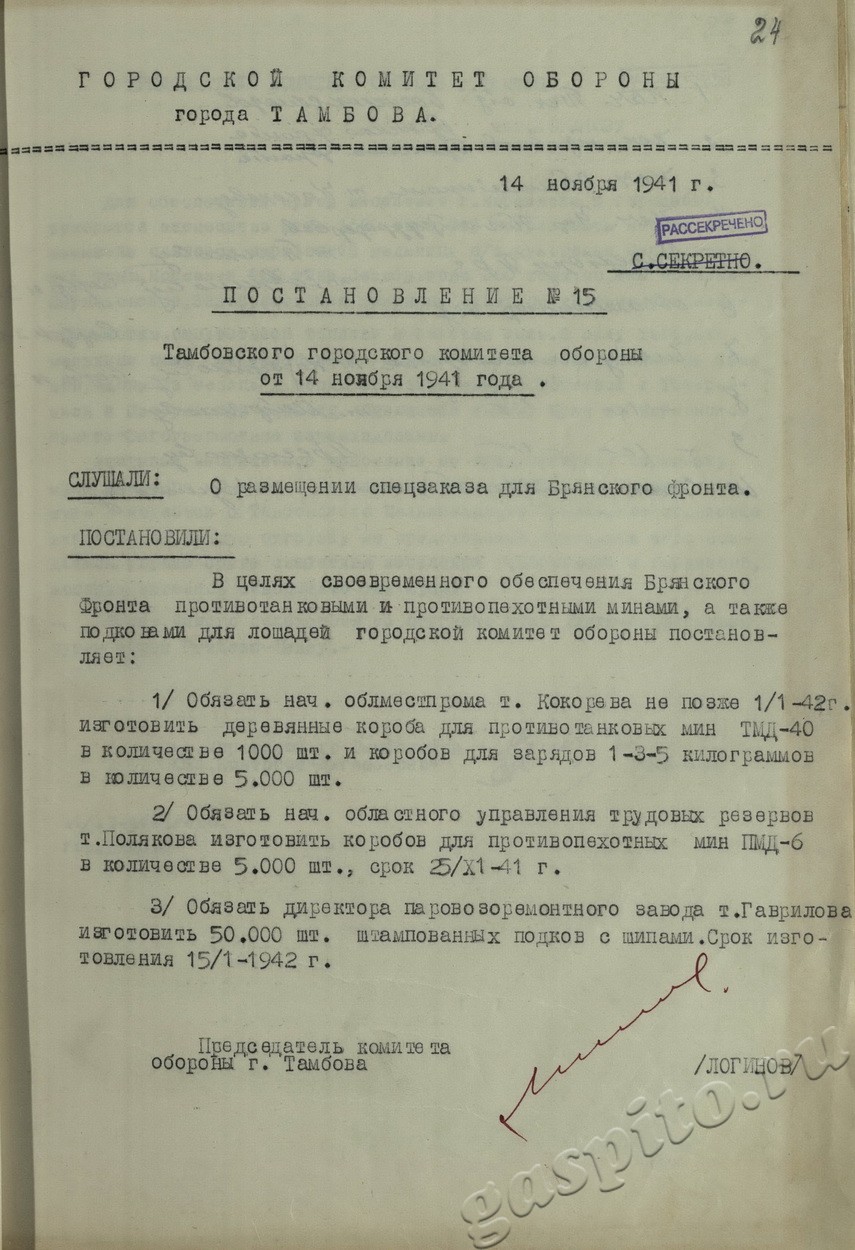 24
ГОРОДСКОЙ КОМИТЕТ ОБОРОНЫ
города ТАМБОВА.
14 ноября 1941 г.
РАССЕКРЕЧЕНО
С.СЕКРЕТНО.
ПОСТАНОВЛЕНИЕ № 15
Тамбовского городского комитета обороны
от 14 ноября 1941 года .
СЛУШАЛИ: О размещении спецзаказа для Брянского фронта.
ПОСТАНОВИЛИ:
В целях своевременного обеспечения Брянского
Фронта противотанковыми и противопехотными минами, а также
подковами для лошадей городской комитет обороны постанов-
ляет:
1/ Обязать нач. облместпрома т. Кокорева не позже 1/1-42г.
изготовить деревянные короба для противотанковых мин ТМД-40
в количестве 1000 шт. и коробов для зарядов 1-3-5 килограммов
в количестве 5.000 шт.
2/ Обязать нач. областного управления трудовых резервов
т.Полякова изготовить коробов для противопехотных мин ПМД-6
в количестве 5.000 шт., срок 25/X1-41 г.
3/ Обязать директора паровозоремонтного завода т.Гаврилова
изготовить 50.000 шт. штампованных подков с шипами.Срок изго-
товления 15/1-1942 г.
Председатель комитета
обороны г. Тамбова /ЛОГИНОВ/
gaspito.ru